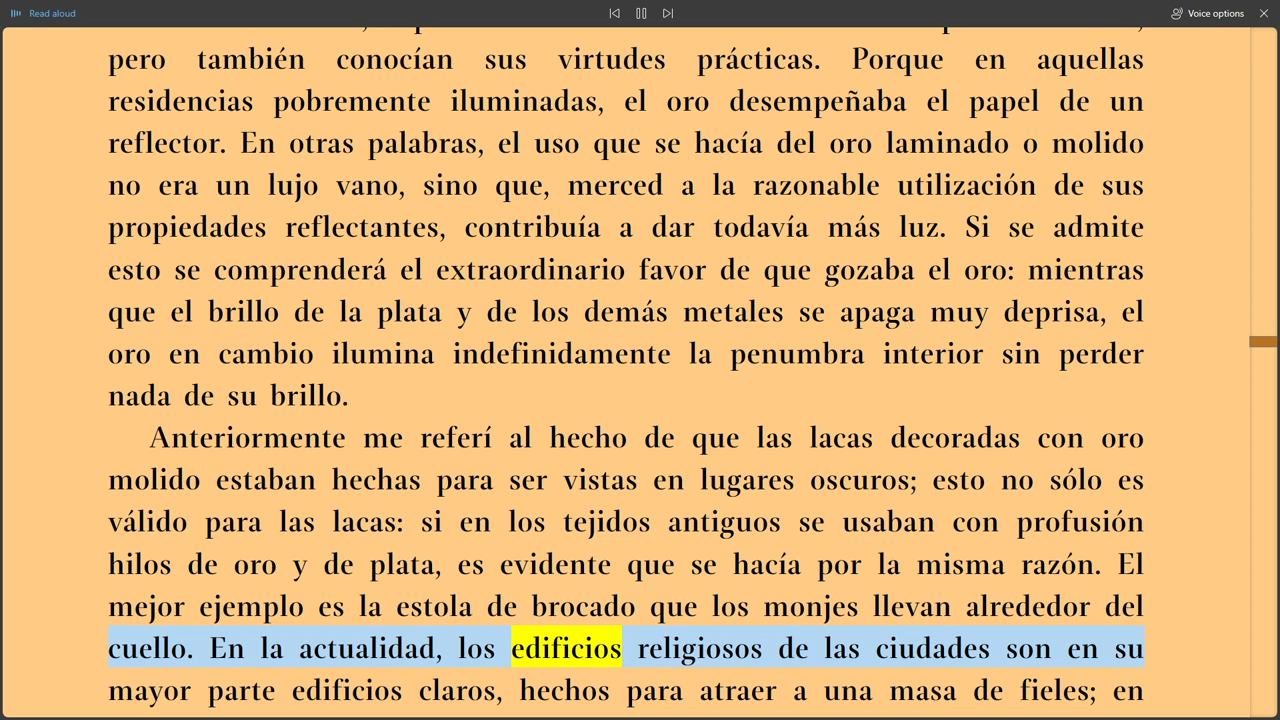 Read aloud
Voice options
pero también conocían sus virtudes prácticas. Porque en aquellas
residencias pobremente iluminadas, el oro desempeñaba el papel de un
reflector. En otras palabras, el uso que se hacía del oro laminado o molido
no era un lujo vano, sino que, merced a la razonable utilización de sus
propiedades reflectantes, contribuía a dar todavía más luz. Si se admite
esto se comprenderá el extraordinario favor de que gozaba el oro: mientras
que el brillo de la plata y de los demás metales se apaga muy deprisa, el
oro en cambio ilumina indefinidamente la penumbra interior sin perder
nada de su brillo.
Anteriormente me referí al hecho de que las lacas decoradas con oro
molido estaban hechas para ser vistas en lugares oscuros; esto no sólo es
válido para las lacas: si en los tejidos antiguos se usaban con profusión
hilos de oro y de plata, es evidente que se hacía por la misma razón. El
mejor ejemplo es la estola de brocado que los monjes llevan alrededor del
cuello. En la actualidad, los edificios religiosos de las ciudades son en su
mayor parte edificios claros, hechos para atraer a una masa de fieles; en